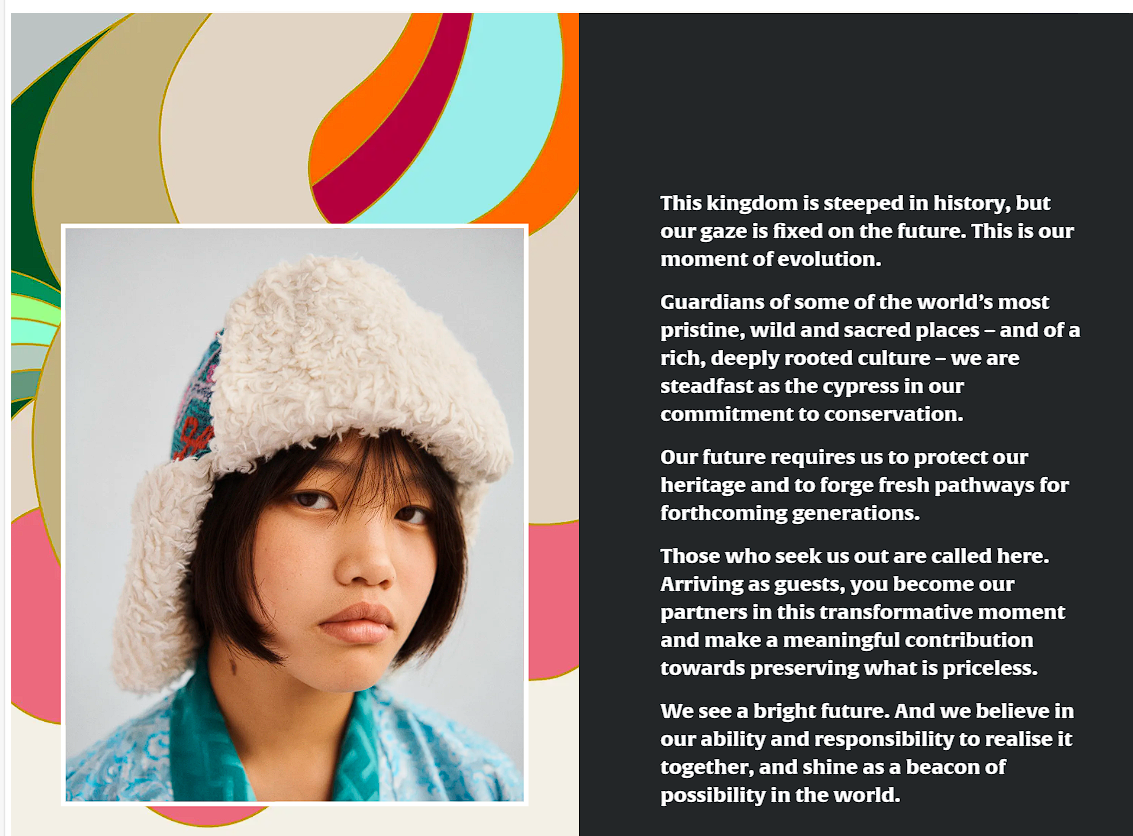 This kingdom is steeped in history, but
our gaze is fixed on the future. This is our
moment of evolution.
Guardians of some of the world’s most
pristine, wild and sacred places – and of a
rich, deeply rooted culture – we are
steadfast as the cypress in our
commitment to conservation.
Our future requires us to protect our
heritage and to forge fresh pathways for
forthcoming generations.
Those who seek us out are called here.
Arriving as guests, you become our
partners in this transformative moment
and make a meaningful contribution
towards preserving what is priceless.
We see a bright future. And we believe in
our ability and responsibility to realise it
together, and shine as a beacon of
possibility in the world.